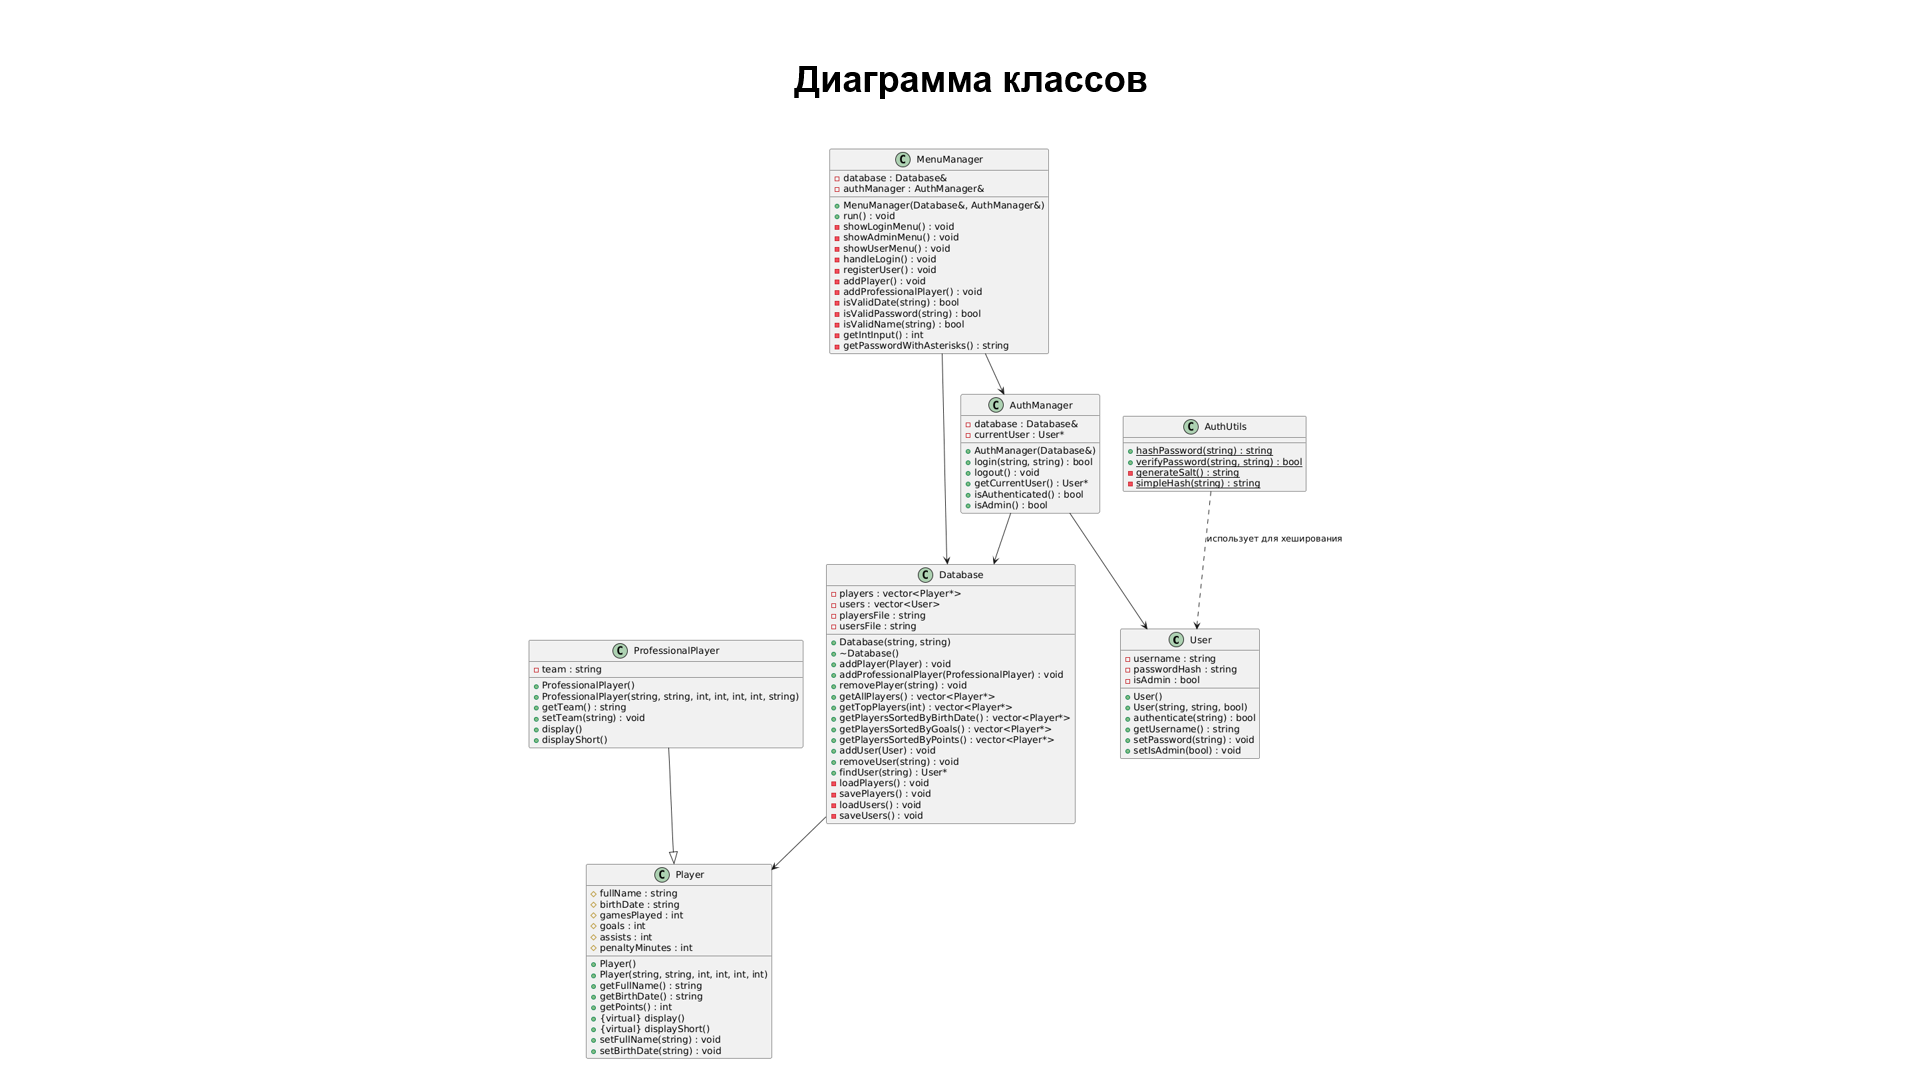 Диаграмма классов
C MenuManager
database : Database&
authManager : AuthManager&
MenuManager(Database&, AuthManager&)
run() : void
showLoginMenu() : void
showAdminMenu() : void
showUserMenu() : void
handleLogin() : void
registerUser() : void
addPlayer() : void
addProfessionalPlayer() : void
isValidDate(string) : bool
isValidPassword(string) : bool
isValidName(string) : bool
getIntInput() : int
getPasswordWithAsterisks() : string
C AuthManager
database : Database&
currentUser : User*
AuthManager(Database&)
login(string, string) : bool
logout() : void
getCurrentUser() : User*
isAuthenticated() : bool
isAdmin() : bool
C AuthUtils
hashPassword(string) : string
verifyPassword(string, string) : bool
generateSalt() : string
simpleHash(string) : string
использует для хеширования
C Database
players : vector<Player*>
users : vector<User>
playersFile : string
usersFile : string
Database(string, string)
~Database()
addPlayer(Player) : void
addProfessionalPlayer(ProfessionalPlayer) : void
removePlayer(string) : void
getAllPlayers() : vector<Player*>
getTopPlayers(int) : vector<Player*>
getPlayersSortedByBirthDate() : vector<Player*>
getPlayersSortedByGoals() : vector<Player*>
getPlayersSortedByPoints() : vector<Player*>
addUser(User) : void
removeUser(string) : void
findUser(string) : User*
loadPlayers() : void
savePlayers() : void
loadUsers() : void
saveUsers() : void
C User
username : string
passwordHash : string
isAdmin : bool
User()
User(string, string, bool)
authenticate(string) : bool
getUsername() : string
setPassword(string) : void
setIsAdmin(bool) : void
C ProfessionalPlayer
team : string
ProfessionalPlayer()
ProfessionalPlayer(string, string, int, int, int, int, string)
getTeam() : string
setTeam(string) : void
display()
displayShort()
C Player
fullName : string
birthDate : string
gamesPlayed : int
goals : int
assists : int
penaltyMinutes : int
Player()
Player(string, string, int, int, int, int)
getFullName() : string
getBirthDate() : string
getPoints() : int
{virtual} display()
{virtual} displayShort()
setFullName(string) : void
setBirthDate(string) : void